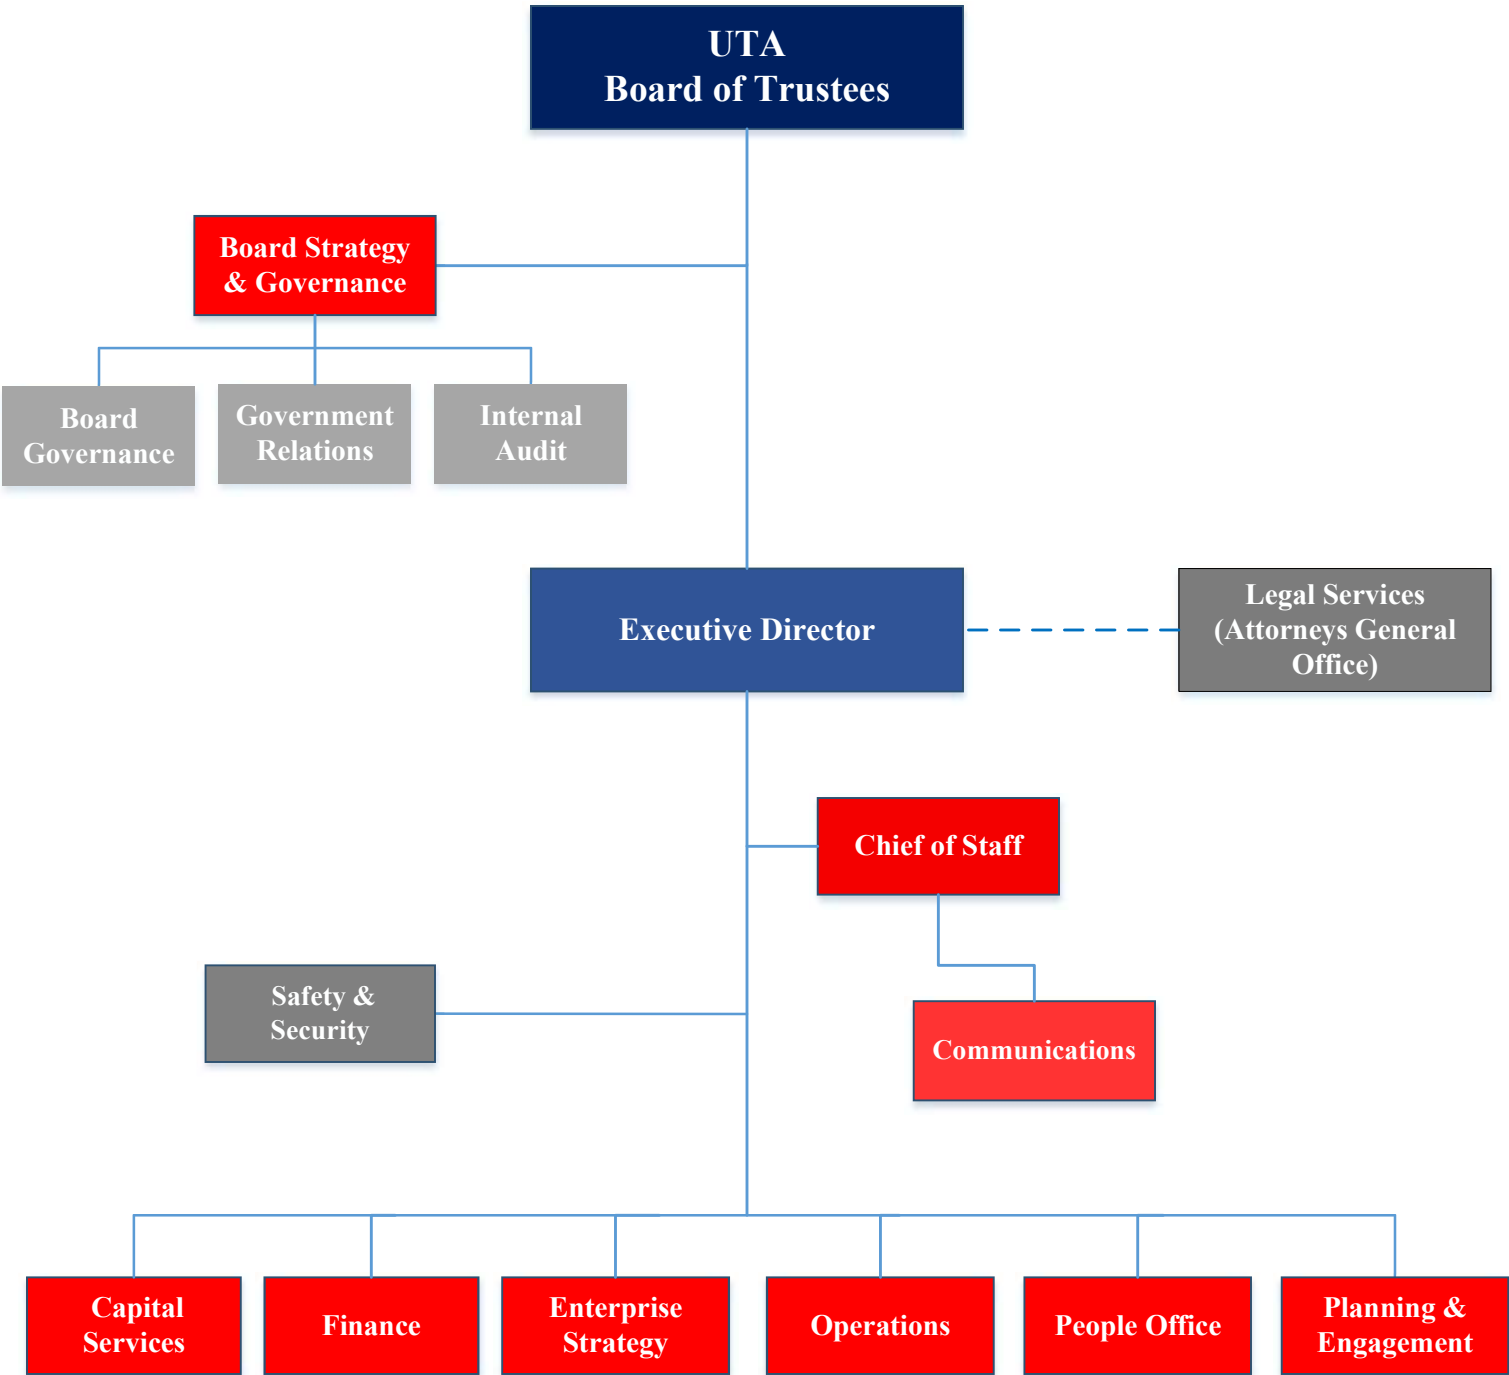 UTA
Board of Trustees
Board Strategy
& Governance
Board
Governance
Government
Relations
Internal
Audit
Executive Director
Legal Services
(Attorneys General
Office)
Chief of Staff
Safety &
Security
Communications
Capital
Services
Finance
Enterprise
Strategy
Operations
People Office
Planning &
Engagement